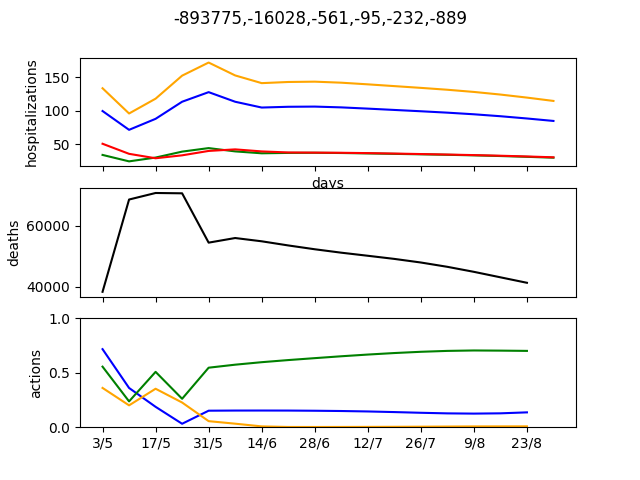 -893775,-16028,-561,-95,-232,-889
hospitalizations
150
100
50
days
deaths
60000
40000
actions
1.0
0.5
0.0
3/5 17/5 31/5 14/6 28/6 12/7 26/7 9/8 23/8